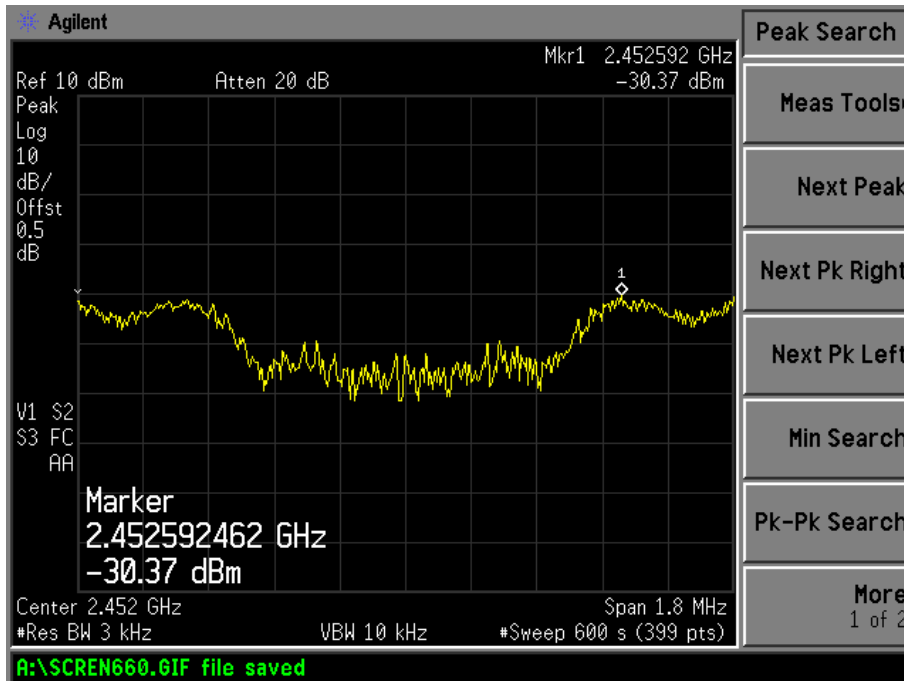 Agilent
Peak Search
Mkr1 2.452592 GHz
Ref 10 dBm Atten 20 dB -30.37 dBm
Peak
Log
10
dB/
Offst
0.5
dB
1
V1 S2
S3 FC
AA
Marker
2.452592462 GHz
-30.37 dBm
Center 2.452 GHz Span 1.8 MHz
#Res BW 3 kHz VBW 10 kHz #Sweep 600 s (399 pts)
A:\SCREN660.GIF file saved
Meas Tools
Next Peak
Next Pk Right
Next Pk Left
Min Search
Pk-Pk Search
More
1 of 2